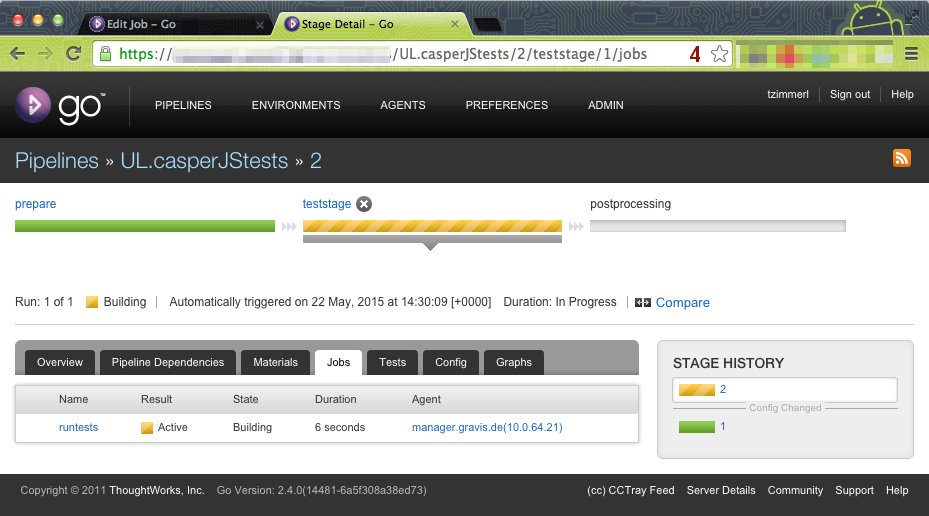 Edit Job – Go
Stage Detail – Go
https:// /UL.casperJStests/2/teststage/1/jobs 4
go™ PIPELINES ENVIRONMENTS AGENTS PREFERENCES ADMIN tzimmerl Sign out Help
Pipelines » UL.casperJStests » 2
prepare teststage postprocessing
Run: 1 of 1 Building Automatically triggered on 22 May, 2015 at 14:30:09 [+0000] Duration: In Progress Compare
Overview Pipeline Dependencies Materials Jobs Tests Config Graphs
Name Result State Duration Agent
runtests Active Building 6 seconds manager.gravis.de(10.0.64.21)
STAGE HISTORY
2
Config Changed
1
Copyright © 2011 ThoughtWorks, Inc. Go Version: 2.4.0(14481-6a5f308a38ed73) (cc) CCTray Feed Server Details Community Support Help